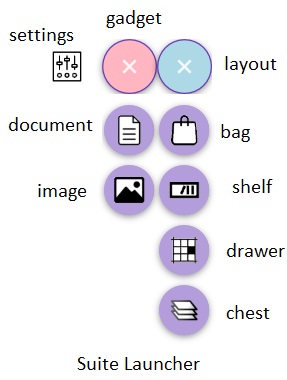 gadget
settings
layout
document
bag
image
shelf
drawer
chest
Suite Launcher